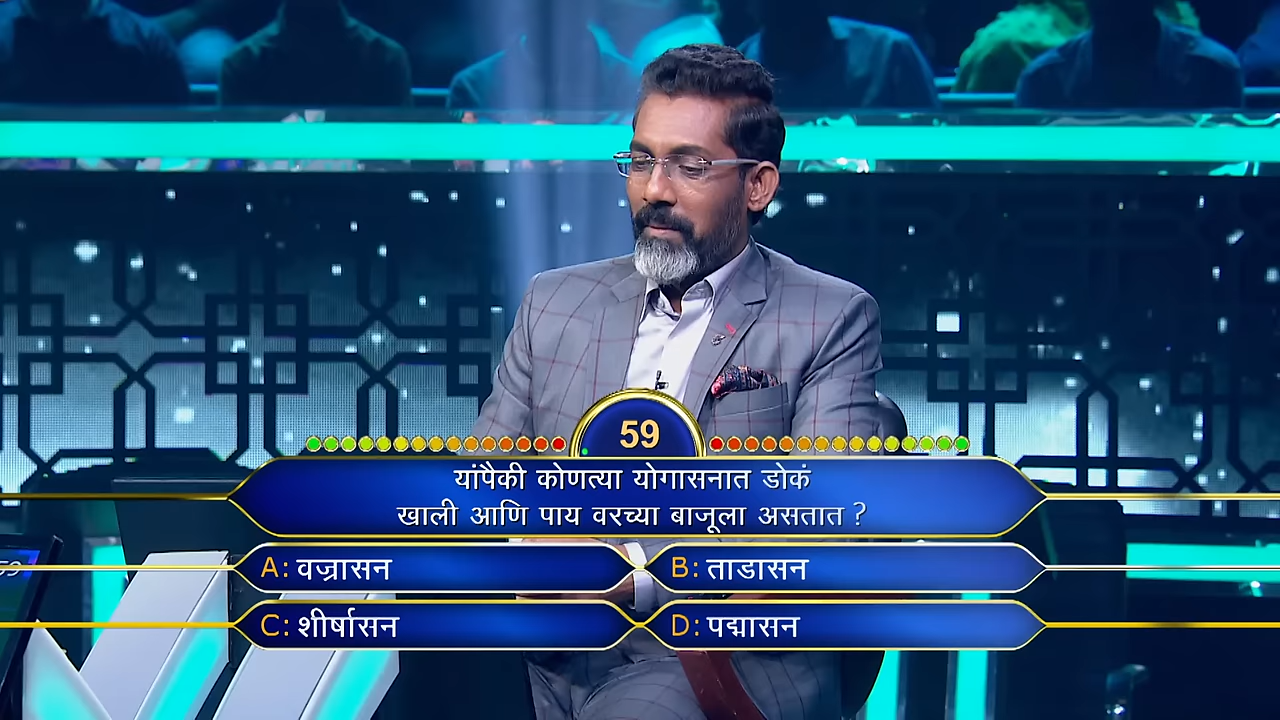 59
यांपैकी कोणत्या योगासनात डोकं
खाली आणि पाय वरच्या बाजूला असतात ?
A: वज्रासन
B: ताडासन
C: शीर्षासन
D: पद्मासन